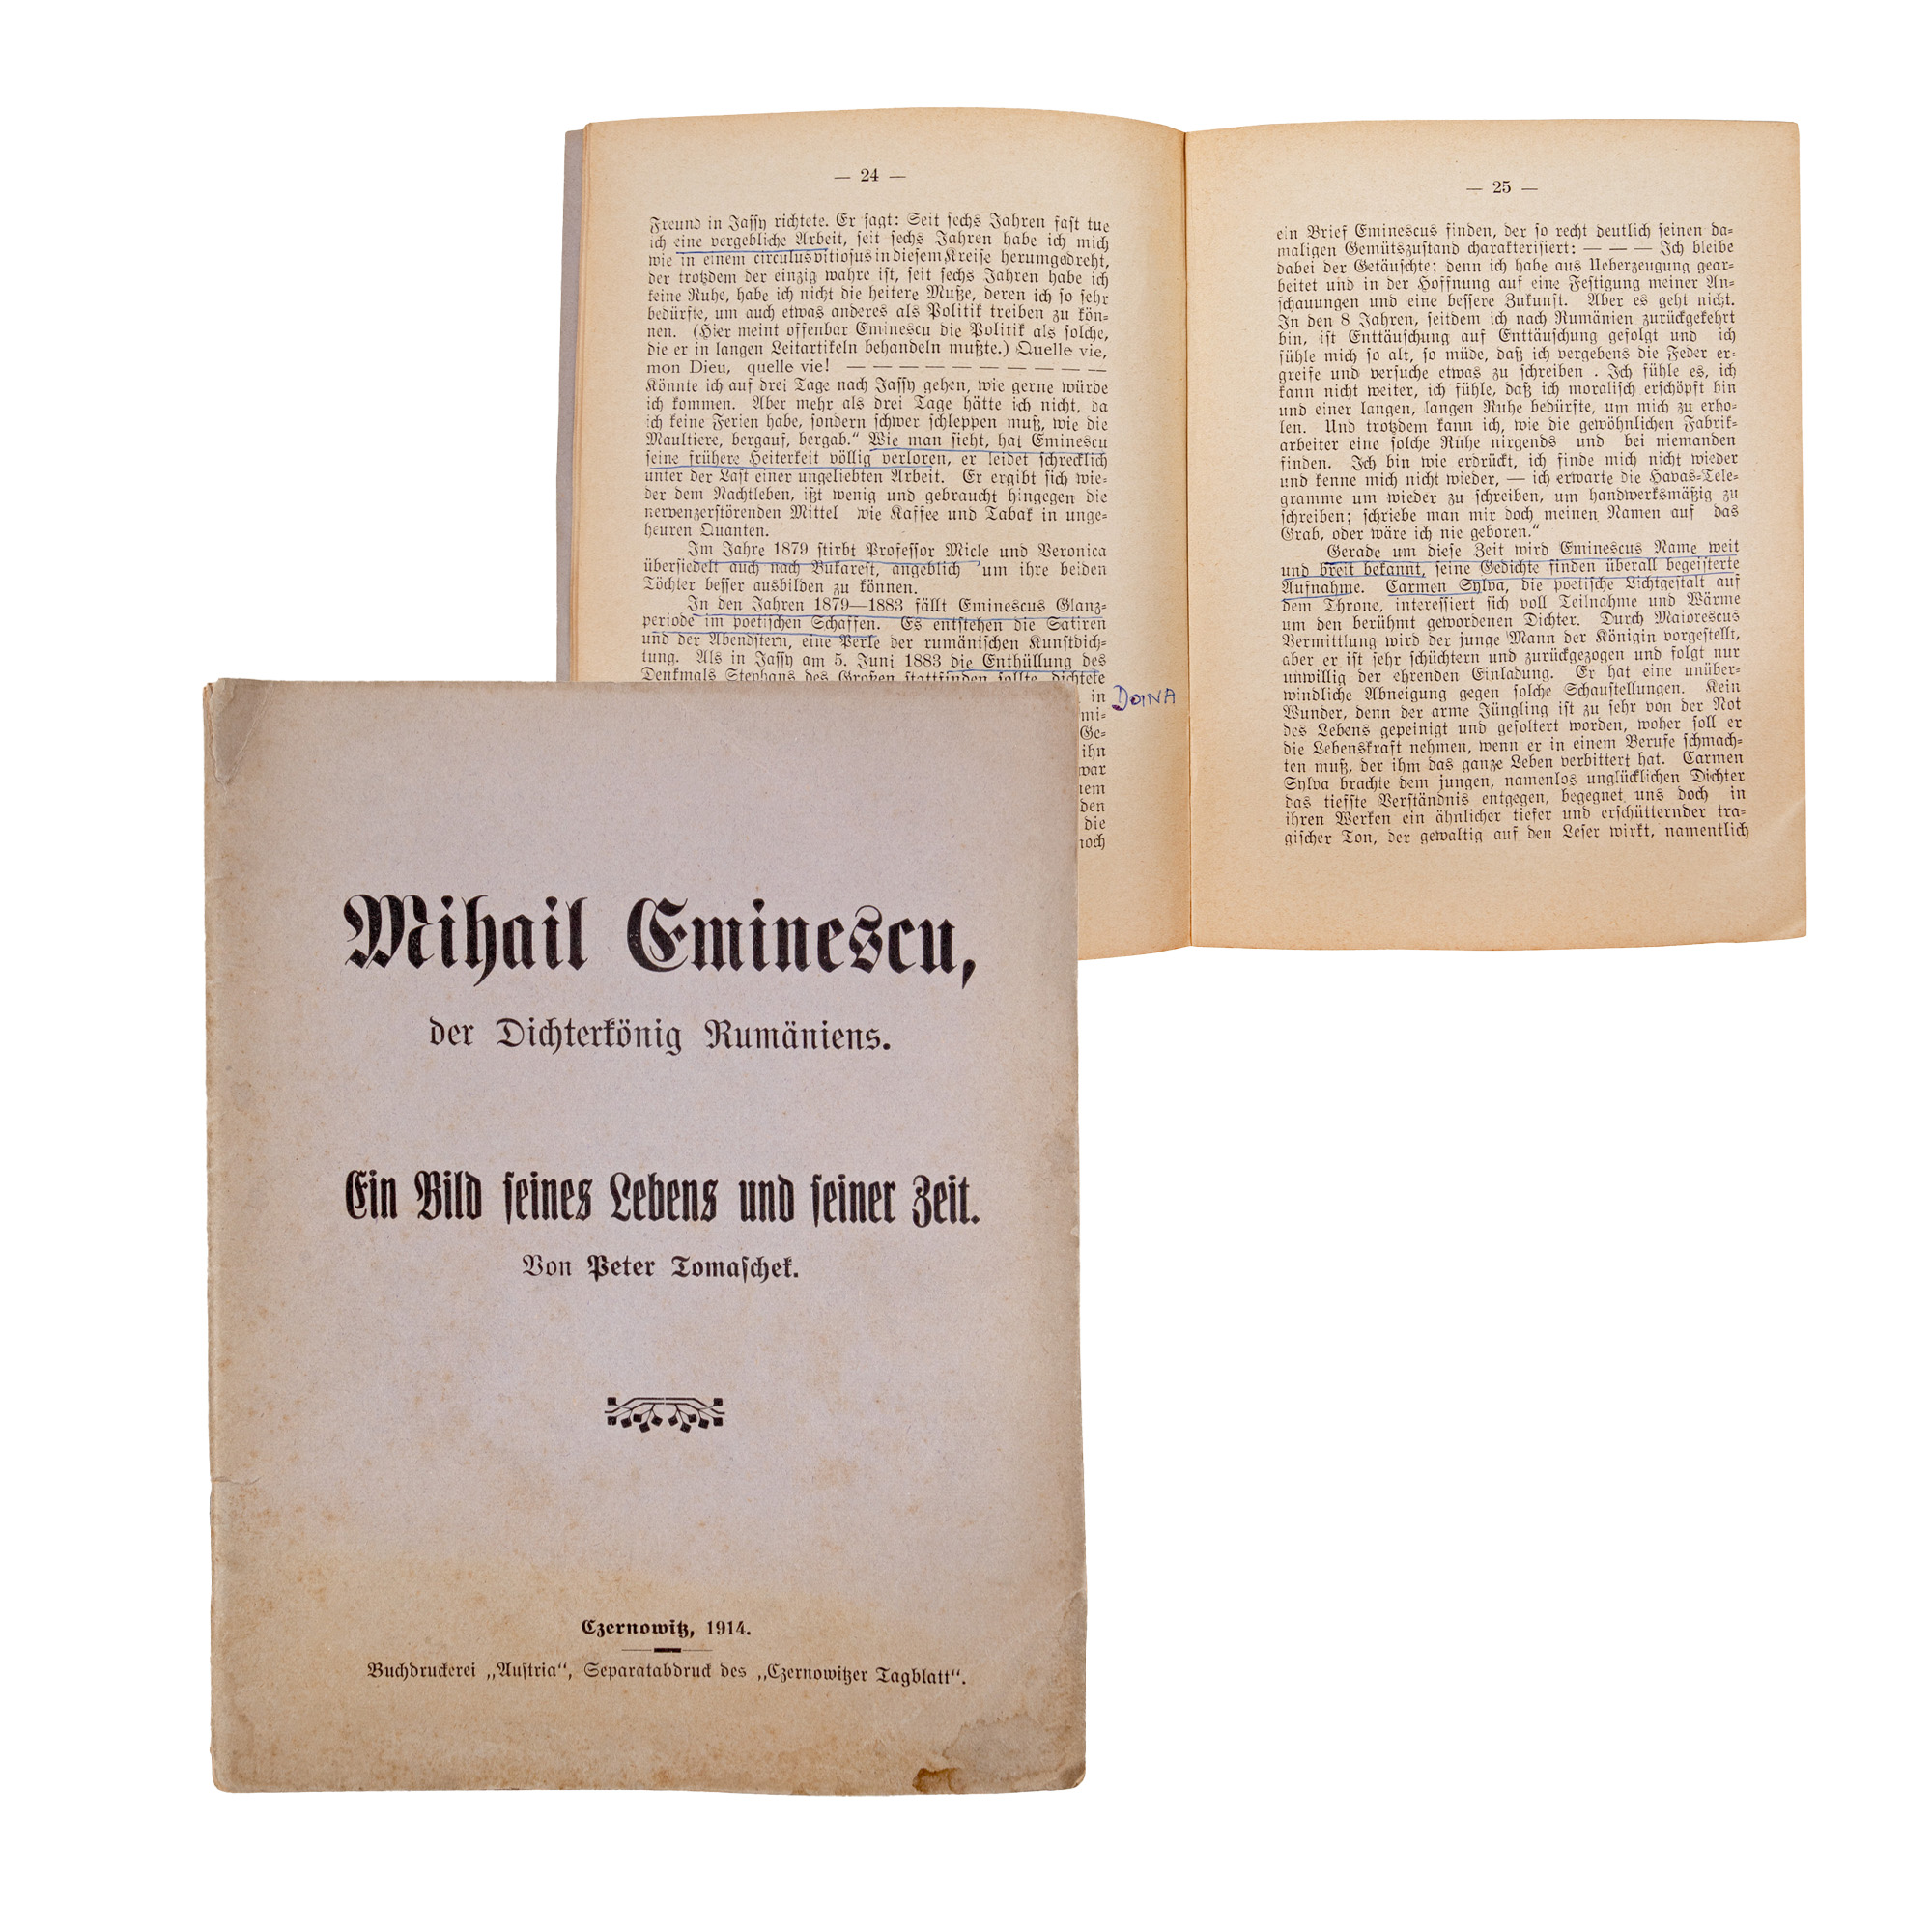 — 24 —
Freund in Jassy richtete. Er sagt: Seit sechs Jahren fast tue
ich eine vergebliche Arbeit, seit sechs Jahren habe ich mich
wie in einem circulus vitiosus in diesem Kreise herumgedreht,
der trotzdem der einzig wahre ist, seit sechs Jahren habe ich
keine Ruhe, habe ich nicht die heitere Muße, deren ich so sehr
bedürfte, um auch etwas anderes als Politik treiben zu kön-
nen. (Hier meint offenbar Eminescu die Politik als solche,
die er in langen Leitartikeln behandeln mußte.) Quelle vie,
mon Dieu, quelle vie! — — — — — — — — — —
Könnte ich auf drei Tage nach Jassy gehen, wie gerne würde
ich kommen. Aber mehr als drei Tage hätte ich nicht, da
ich keine Ferien habe, sondern schwer schleppen muß, wie die
Maultiere, bergauf, bergab.“ Wie man sieht, hat Eminescu
seine frühere Heiterkeit völlig verloren, er leidet schrecklich
unter der Last einer ungeliebten Arbeit. Er ergibt sich wie-
der dem Nachtleben, ißt wenig und gebraucht hingegen die
nervenzerstörenden Mittel wie Kaffee und Tabak in unge-
heuren Quanten.
Im Jahre 1879 stirbt Professor Micle und Veronica
übersiedelt auch nach Bukarest, angeblich um ihre beiden
Töchter besser ausbilden zu können.
In den Jahren 1879—1883 fällt Eminescus Glanz-
periode im poetischen Schaffen. Es entstehen die Satiren
und der Abendstern, eine Perle der rumänischen Kunstdich-
tung. Als in Jassy am 5. Juni 1883 die Enthüllung des
Denkmals Stephans des Großen stattfinden sollte, dichtete
in
DOINA
mi-
Ge-
ihn
war
nem
den
die
noch
— 25 —
ein Brief Eminescus finden, der so recht deutlich seinen da-
maligen Gemütszustand charakterisiert: — — — Ich bleibe
dabei der Getäuschte; denn ich habe aus Ueberzeugung gear-
beitet und in der Hoffnung auf eine Festigung meiner An-
schauungen und eine bessere Zukunft. Aber es geht nicht.
In den 8 Jahren, seitdem ich nach Rumänien zurückgekehrt
bin, ist Enttäuschung auf Enttäuschung gefolgt und ich
fühle mich so alt, so müde, daß ich vergebens die Feder er-
greife und versuche etwas zu schreiben . Ich fühle es, ich
kann nicht weiter, ich fühle, daß ich moralisch erschöpft bin
und einer langen, langen Ruhe bedürfte, um mich zu erho-
len. Und trotzdem kann ich, wie die gewöhnlichen Fabrik-
arbeiter eine solche Ruhe nirgends und bei niemanden
finden. Ich bin wie erdrückt, ich finde mich nicht wieder
und kenne mich nicht wieder, — ich erwarte die Havas-Tele-
gramme um wieder zu schreiben, um handwerksmäßig zu
schreiben; schriebe man mir doch meinen Namen auf das
Grab, oder wäre ich nie geboren.“
Gerade um diese Zeit wird Eminescus Name weit
und breit bekannt, seine Gedichte finden überall begeisterte
Aufnahme. Carmen Sylva, die poetische Lichtgestalt auf
dem Throne, interessiert sich voll Teilnahme und Wärme
um den berühmt gewordenen Dichter. Durch Maiorescus
Vermittlung wird der junge Mann der Königin vorgestellt,
aber er ist sehr schüchtern und zurückgezogen und folgt nur
unwillig der ehrenden Einladung. Er hat eine unüber-
windliche Abneigung gegen solche Schaustellungen. Kein
Wunder, denn der arme Jüngling ist zu sehr von der Not
des Lebens gepeinigt und gefoltert worden, woher soll er
die Lebenskraft nehmen, wenn er in einem Berufe schmach-
ten muß, der ihm das ganze Leben verbittert hat. Carmen
Sylva brachte dem jungen, namenlos unglücklichen Dichter
das tiefste Verständnis entgegen, begegnet uns doch in
ihren Werken ein ähnlicher tiefer und erschütternder tra-
gischer Ton, der gewaltig auf den Leser wirkt, namentlich
Mihail Eminescu,
der Dichterkönig Rumäniens.
Ein Bild seines Lebens und seiner Zeit.
Von Peter Tomaschek.
Czernowitz, 1914.
Buchdruckerei „Austria“, Separatabdruck des „Czernowitzer Tagblatt“.